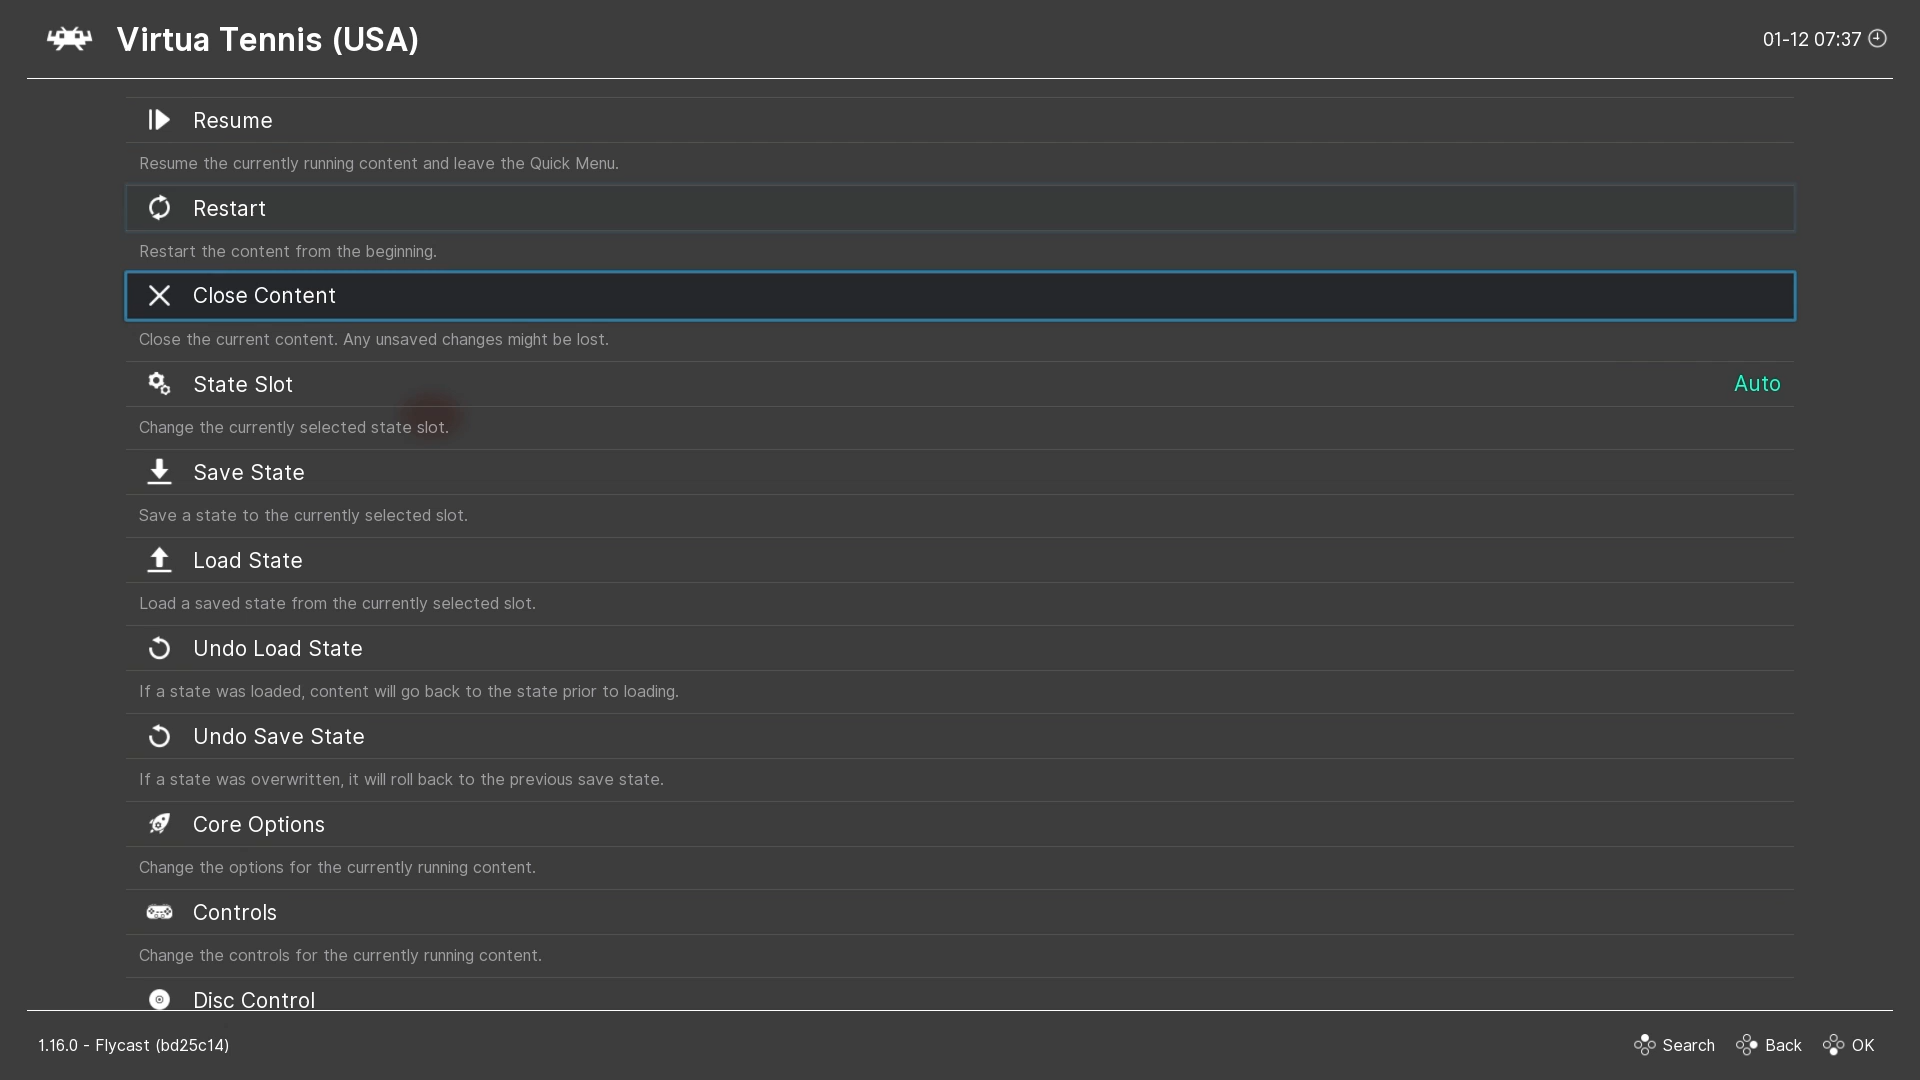 Virtua Tennis (USA)
01-12 07:37
Resume
Resume the currently running content and leave the Quick Menu.
Restart
Restart the content from the beginning.
Close Content
Close the current content. Any unsaved changes might be lost.
State Slot
Auto
Change the currently selected state slot.
Save State
Save a state to the currently selected slot.
Load State
Load a saved state from the currently selected slot.
Undo Load State
If a state was loaded, content will go back to the state prior to loading.
Undo Save State
If a state was overwritten, it will roll back to the previous save state.
Core Options
Change the options for the currently running content.
Controls
Change the controls for the currently running content.
Disc Control
1.16.0 - Flycast (bd25c14)
Search
Back
OK